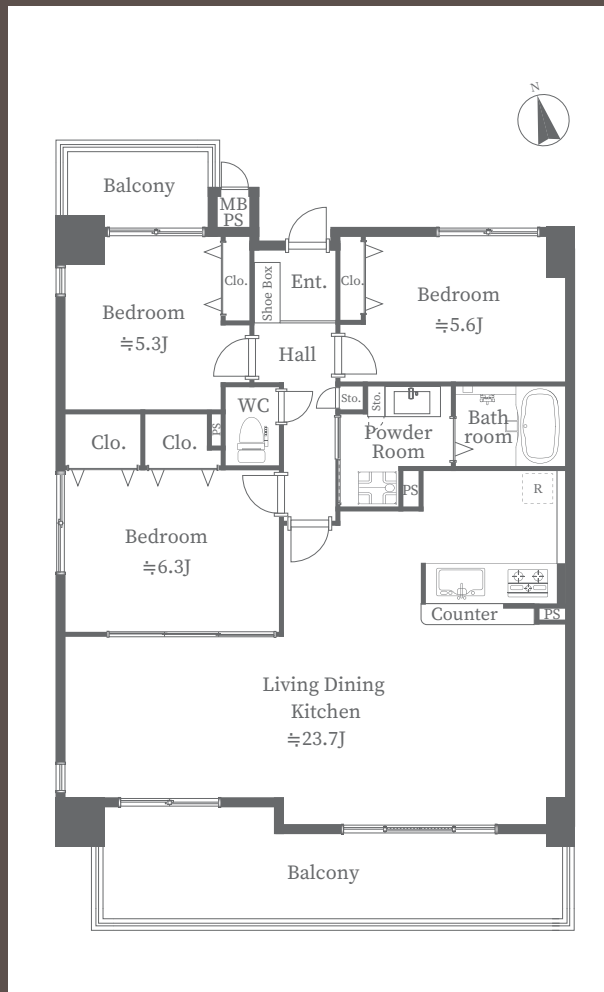 N
Balcony
MB
PS
Clo.
Shoe Box
Ent.
Clo.
Bedroom
≒5.3J
Bedroom
≒5.6J
Hall
WC
PS
Sto.
Sto.
Powder
Room
Bath
room
Clo.
Clo.
PS
R
Bedroom
≒6.3J
Counter
PS
Living Dining
Kitchen
≒23.7J
Balcony